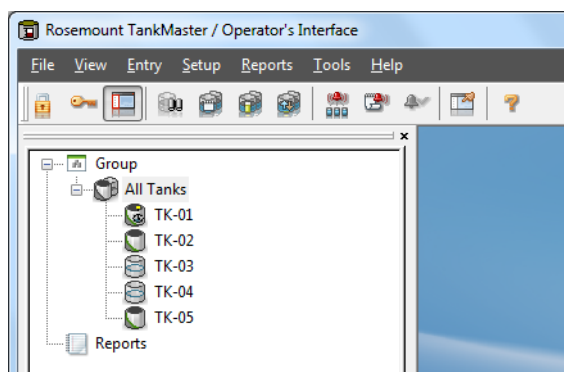 Rosemount TankMaster / Operator's Interface
File View Entry Setup Reports Tools Help
Group
All Tanks
TK-01
TK-02
TK-03
TK-04
TK-05
Reports